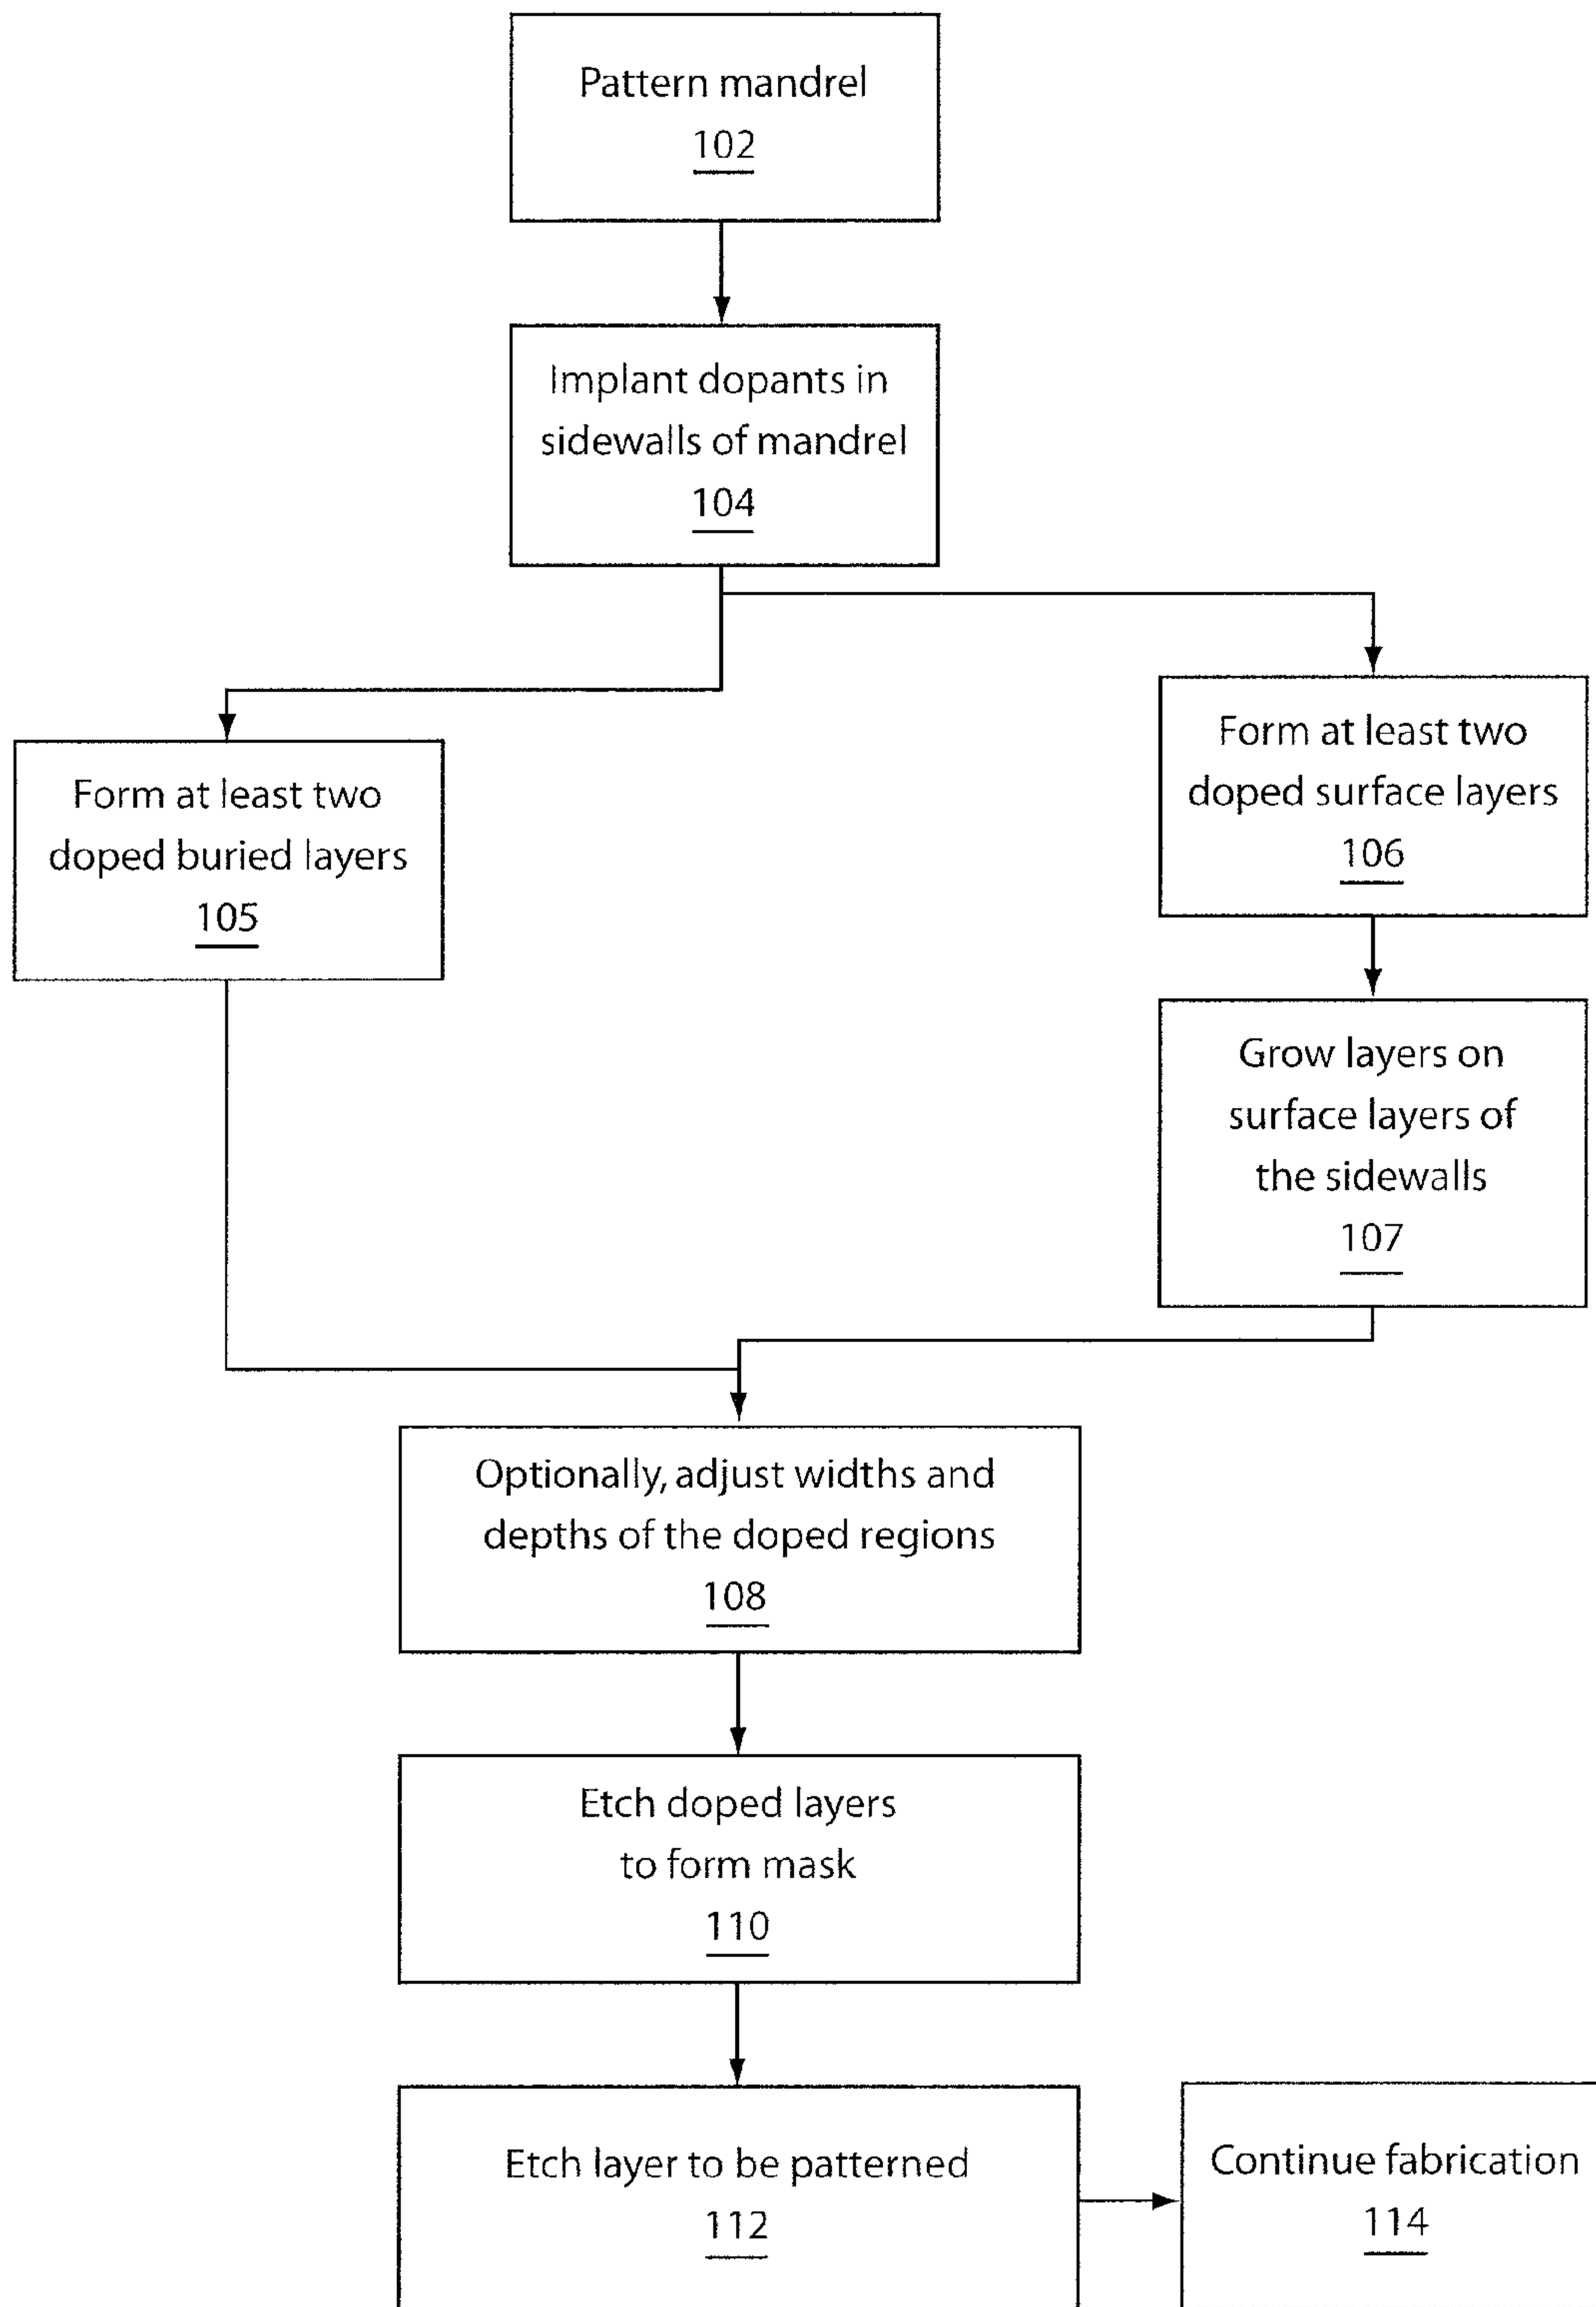 Pattern mandrel
102
Implant dopants in
sidewalls of mandrel
104
Form at least two
doped buried layers
105
Form at least two
doped surface layers
106
Grow layers on
surface layers of
the sidewalls
107
Optionally, adjust widths and
depths of the doped regions
108
Etch doped layers
to form mask
110
Etch layer to be patterned
112
Continue fabrication
114